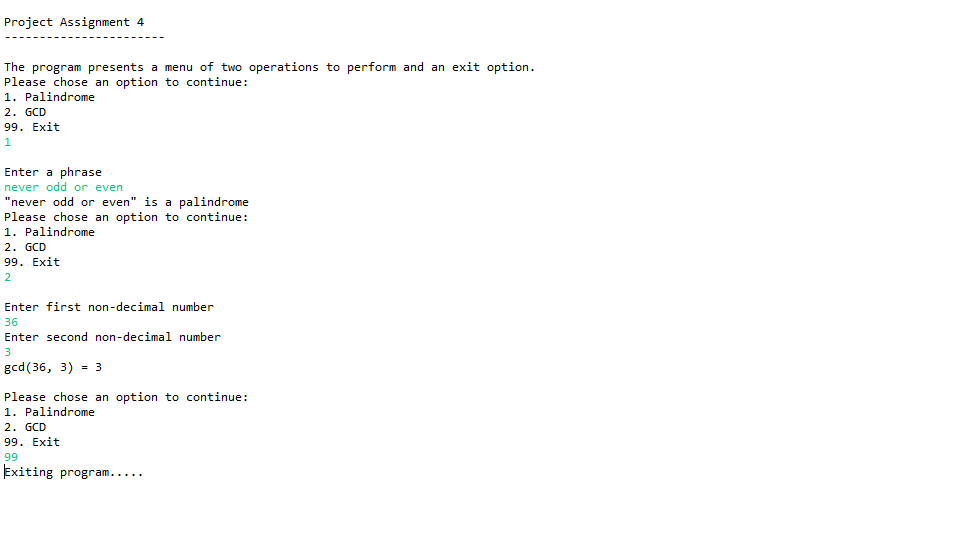 Project Assignment 4
-----------------------
The program presents a menu of two operations to perform and an exit option.
Please chose an option to continue:
1. Palindrome
2. GCD
99. Exit
1
Enter a phrase
never odd or even
"never odd or even" is a palindrome
Please chose an option to continue:
1. Palindrome
2. GCD
99. Exit
2
Enter first non-decimal number
36
Enter second non-decimal number
3
gcd(36, 3) = 3
Please chose an option to continue:
1. Palindrome
2. GCD
99. Exit
99
Exiting program.....